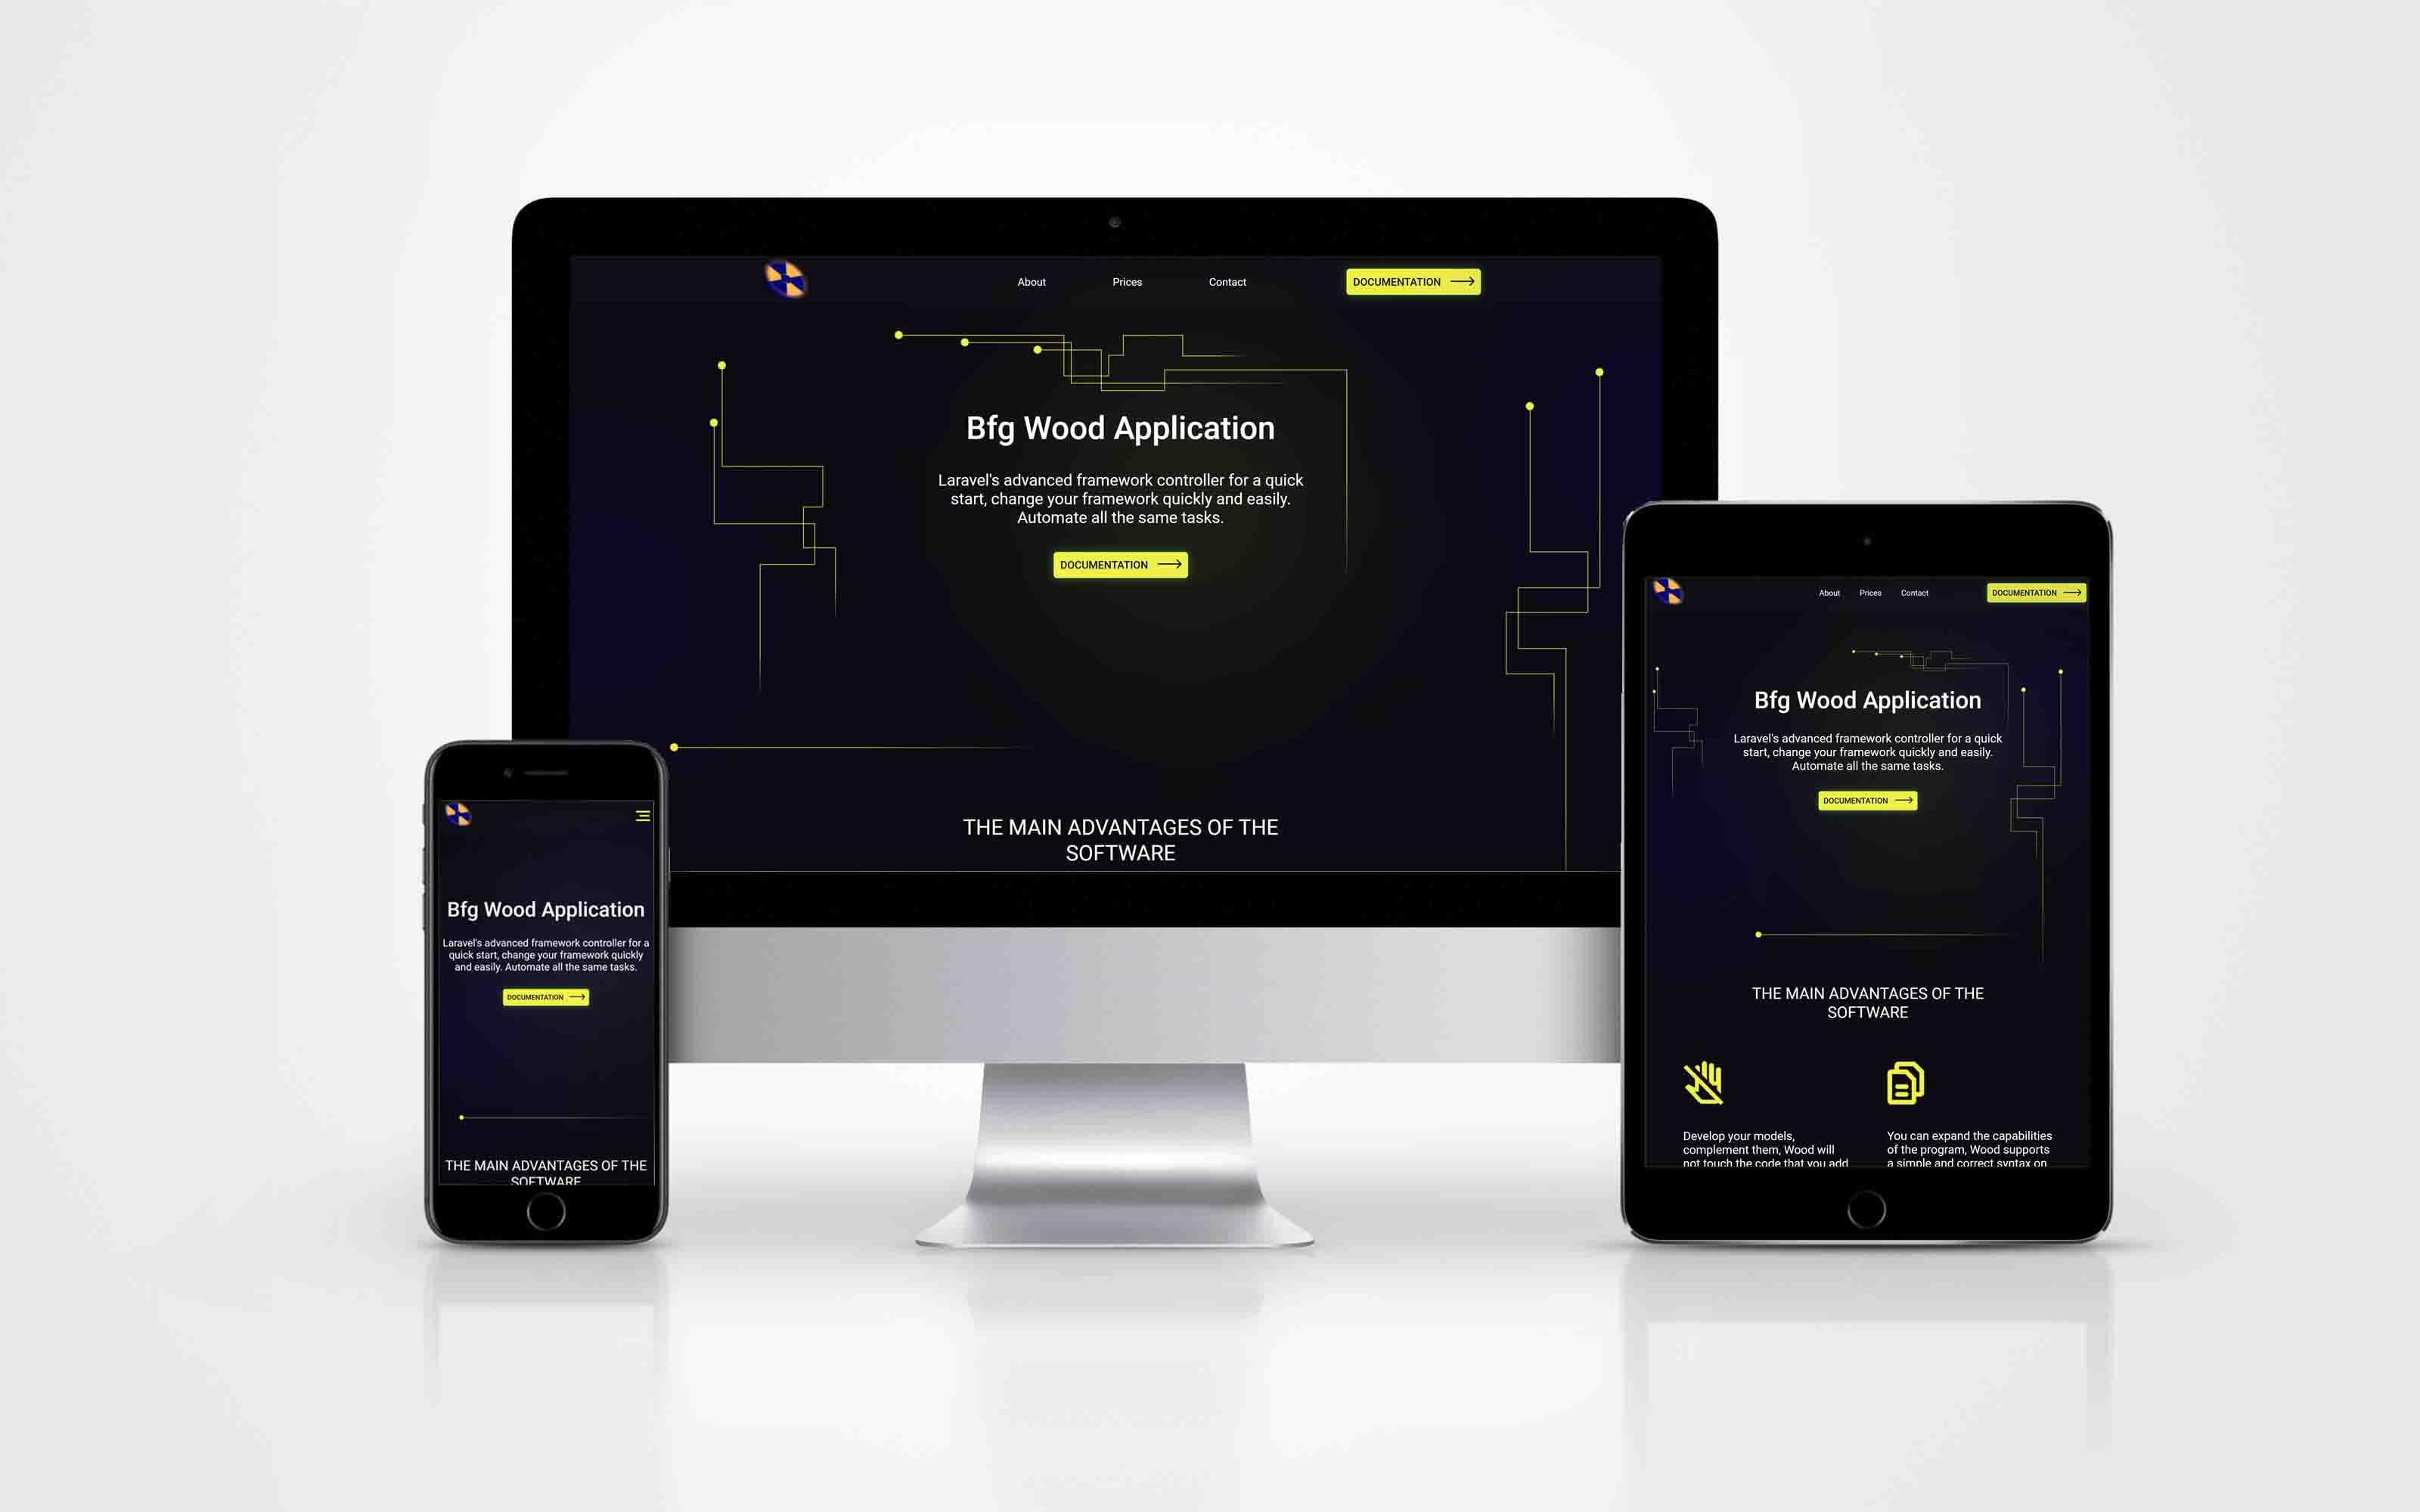 About Prices Contact DOCUMENTATION
Bfg Wood Application
Laravel's advanced framework controller for a quick
start, change your framework quickly and easily.
Automate all the same tasks.
DOCUMENTATION
THE MAIN ADVANTAGES OF THE
SOFTWARE
Bfg Wood Application
Laravel's advanced framework controller for a
quick start, change your framework quickly
and easily. Automate all the same tasks.
DOCUMENTATION
THE MAIN ADVANTAGES OF THE
SOFTWARE
About Prices Contact DOCUMENTATION
Bfg Wood Application
Laravel's advanced framework controller for a quick
start, change your framework quickly and easily.
Automate all the same tasks.
DOCUMENTATION
THE MAIN ADVANTAGES OF THE
SOFTWARE
Develop your models,
complement them, Wood will
not touch the code that you add
You can expand the capabilities
of the program, Wood supports
a simple and correct syntax on